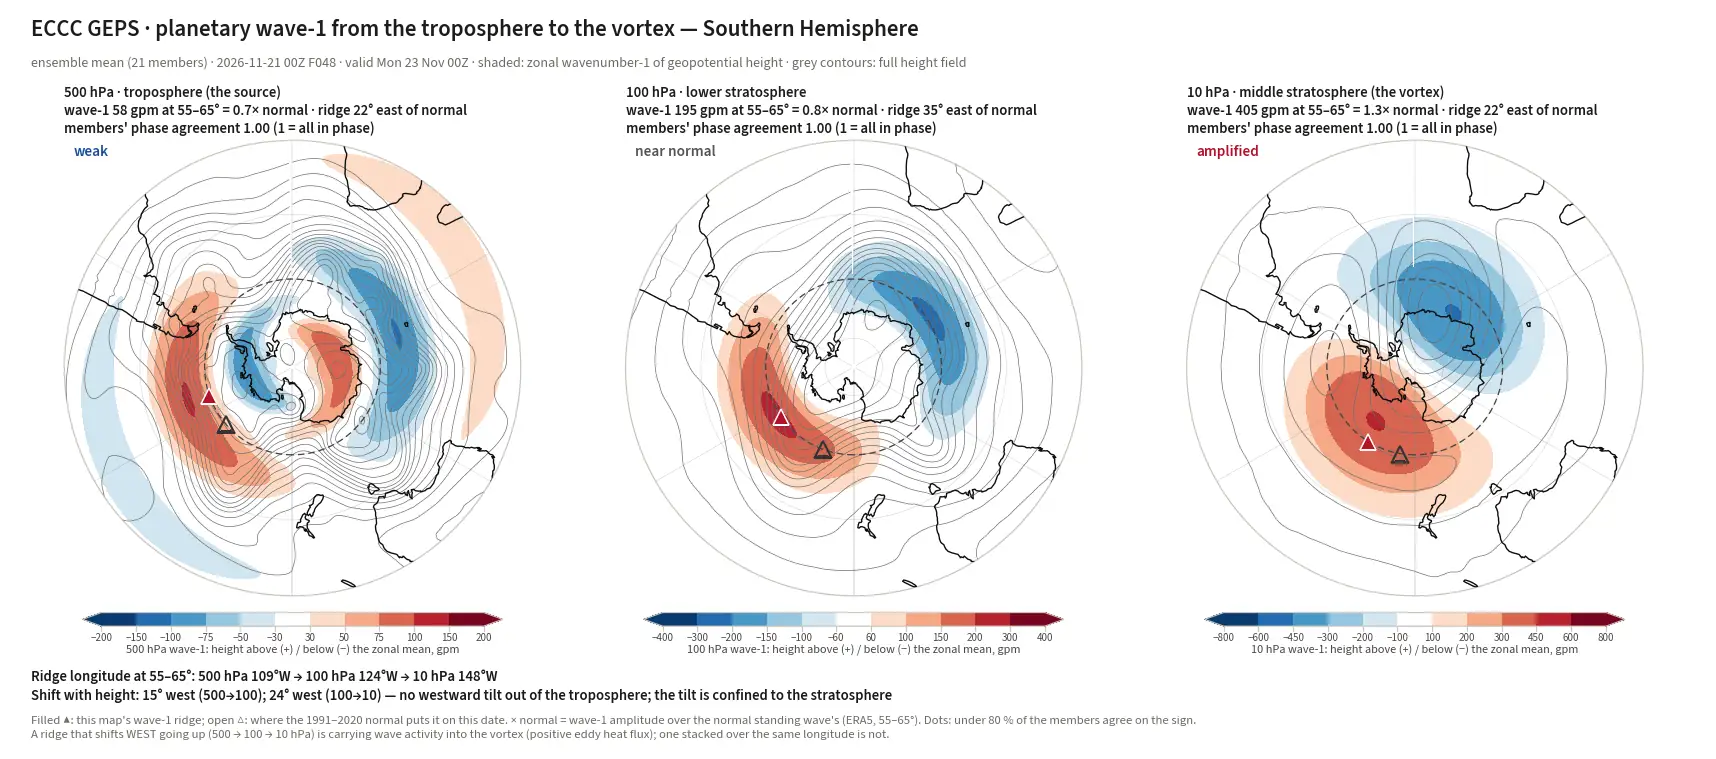 ECCC GEPS · planetary wave-1 from the troposphere to the vortex — Southern Hemisphere
ensemble mean (21 members) · 2026-11-21 00Z F048 · valid Mon 23 Nov 00Z · shaded: zonal wavenumber-1 of geopotential height · grey contours: full height field
500 hPa · troposphere (the source)
wave-1 58 gpm at 55–65° = 0.7× normal · ridge 22° east of normal
members' phase agreement 1.00 (1 = all in phase)
weak
100 hPa · lower stratosphere
wave-1 195 gpm at 55–65° = 0.8× normal · ridge 35° east of normal
members' phase agreement 1.00 (1 = all in phase)
near normal
10 hPa · middle stratosphere (the vortex)
wave-1 405 gpm at 55–65° = 1.3× normal · ridge 22° east of normal
members' phase agreement 1.00 (1 = all in phase)
amplified
−200 −150 −100 −75 −50 −30 30 50 75 100 150 200
500 hPa wave-1: height above (+) / below (−) the zonal mean, gpm
−400 −300 −200 −150 −100 −60 60 100 150 200 300 400
100 hPa wave-1: height above (+) / below (−) the zonal mean, gpm
−800 −600 −450 −300 −200 −100 100 200 300 450 600 800
10 hPa wave-1: height above (+) / below (−) the zonal mean, gpm
Ridge longitude at 55–65°: 500 hPa 109°W → 100 hPa 124°W → 10 hPa 148°W
Shift with height: 15° west (500→100); 24° west (100→10) — no westward tilt out of the troposphere; the tilt is confined to the stratosphere
Filled ▲: this map's wave-1 ridge; open △: where the 1991–2020 normal puts it on this date. × normal = wave-1 amplitude over the normal standing wave's (ERA5, 55–65°). Dots: under 80 % of the members agree on the sign.
A ridge that shifts WEST going up (500 → 100 → 10 hPa) is carrying wave activity into the vortex (positive eddy heat flux); one stacked over the same longitude is not.